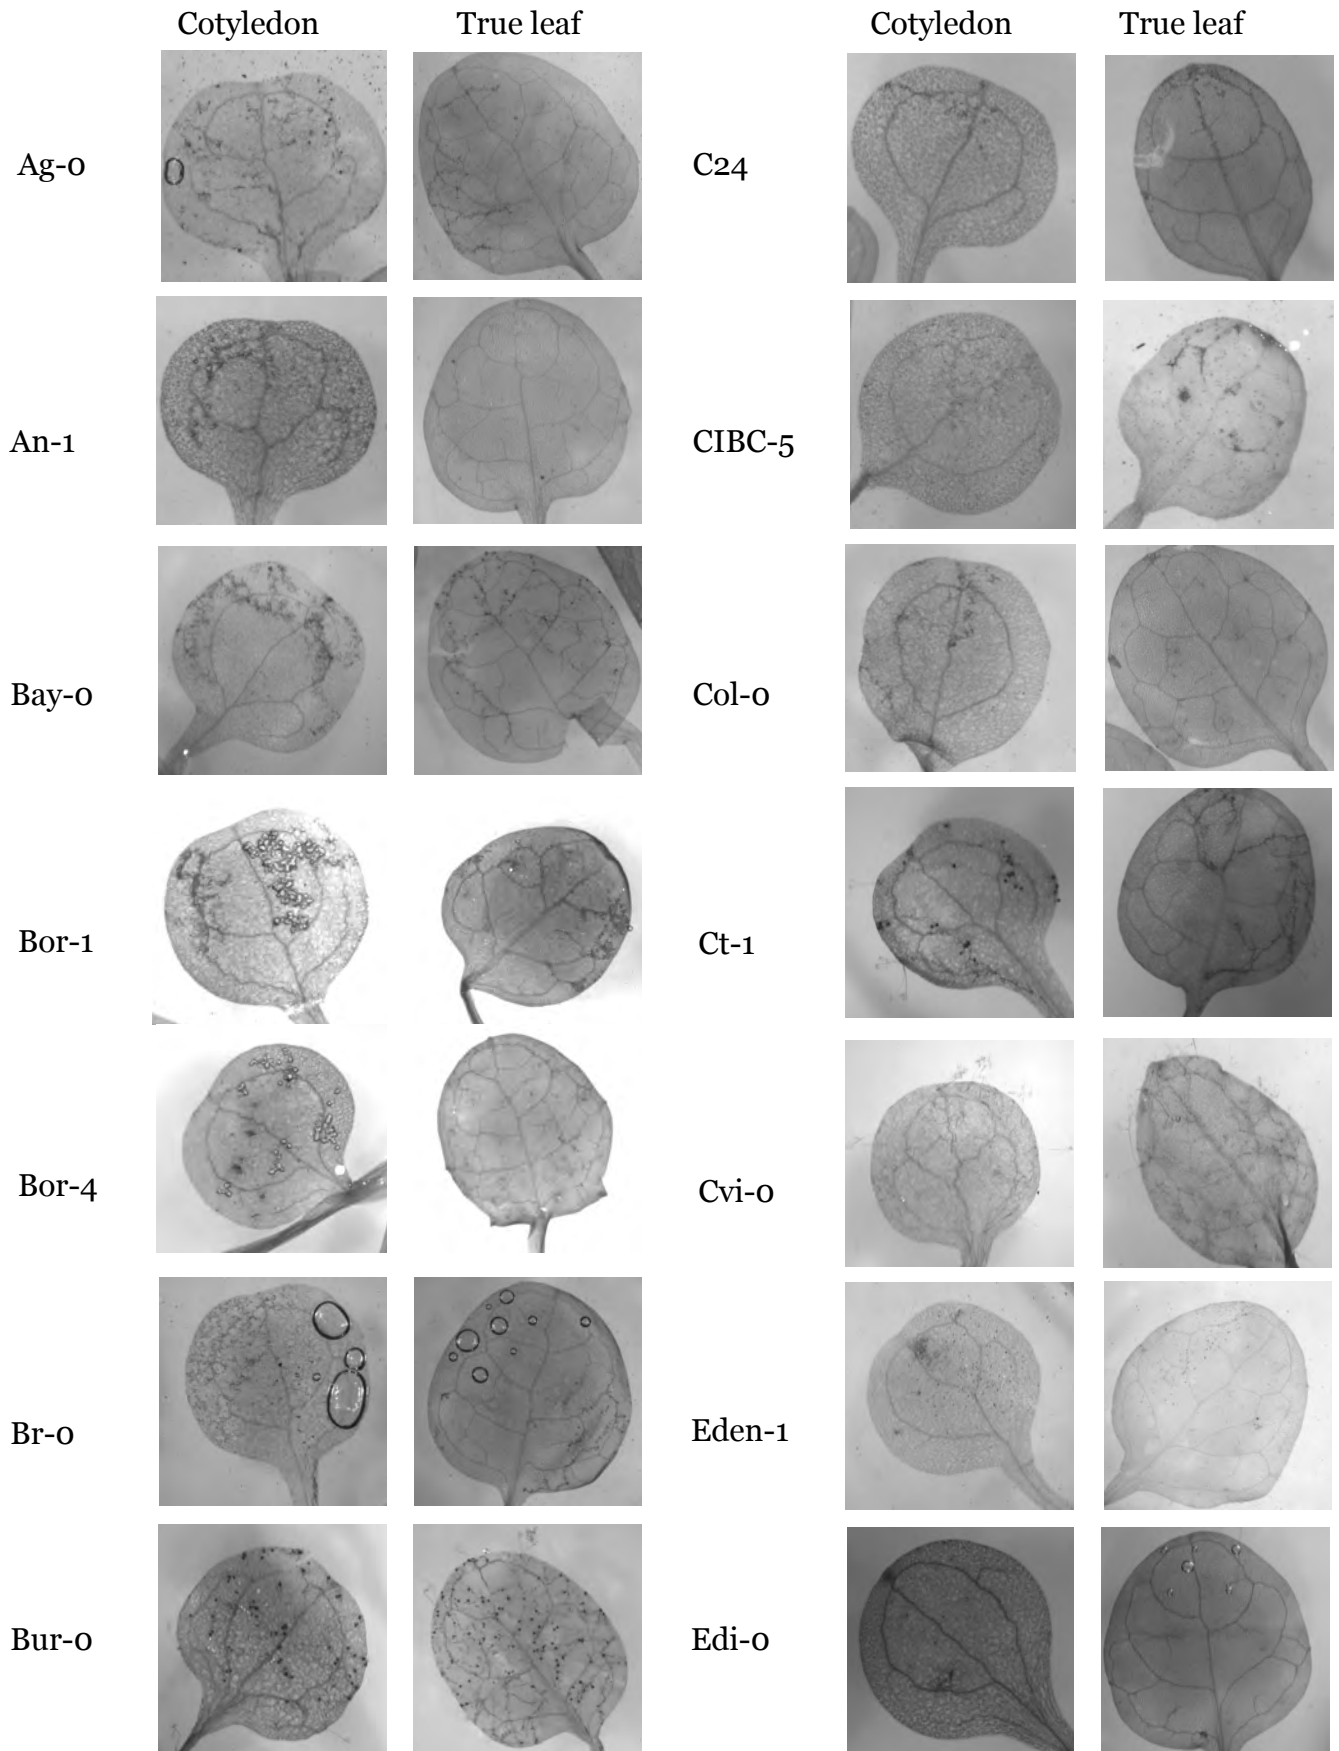 Cotyledon True leaf Cotyledon True leaf
Ag-0 C24
An-1 CIBC-5
Bay-0 Col-0
Bor-1 Ct-1
Bor-4 Cvi-0
Br-0 Eden-1
Bur-0 Edi-0